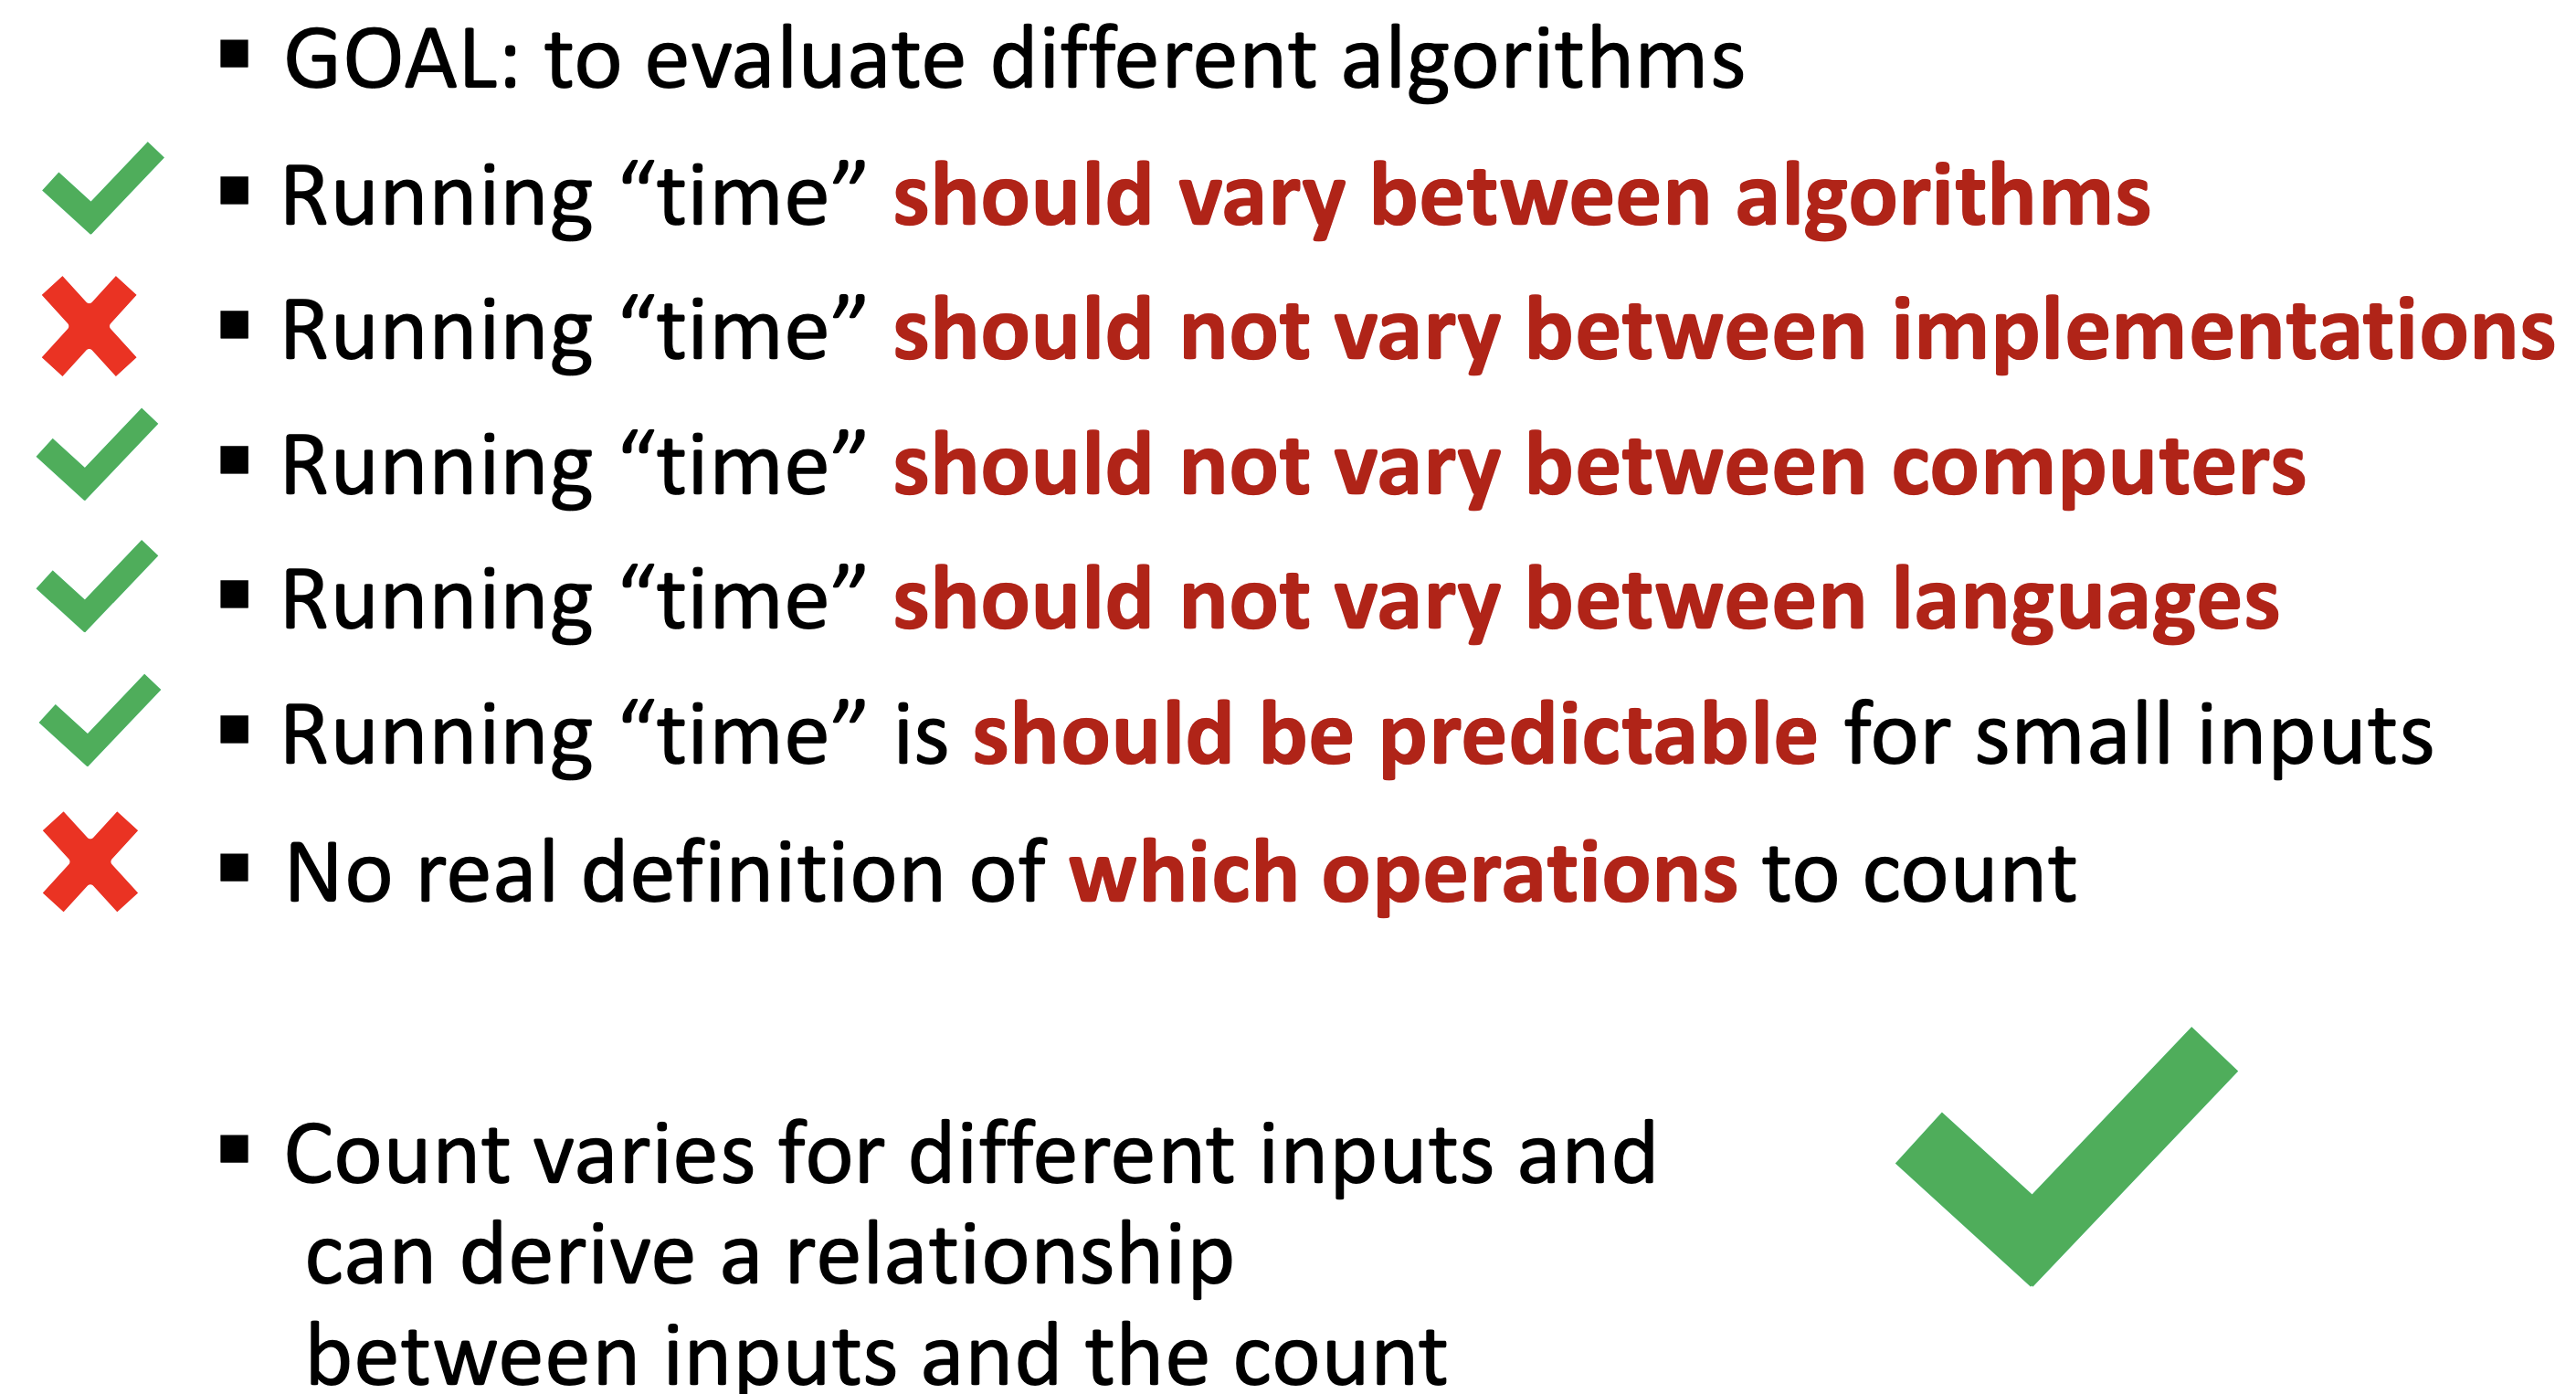 ▪ GOAL: to evaluate different algorithms
▪ Running “time” should vary between algorithms
▪ Running “time” should not vary between implementations
▪ Running “time” should not vary between computers
▪ Running “time” should not vary between languages
▪ Running “time” is should be predictable for small inputs
▪ No real definition of which operations to count
▪ Count varies for different inputs and
can derive a relationship
between inputs and the count